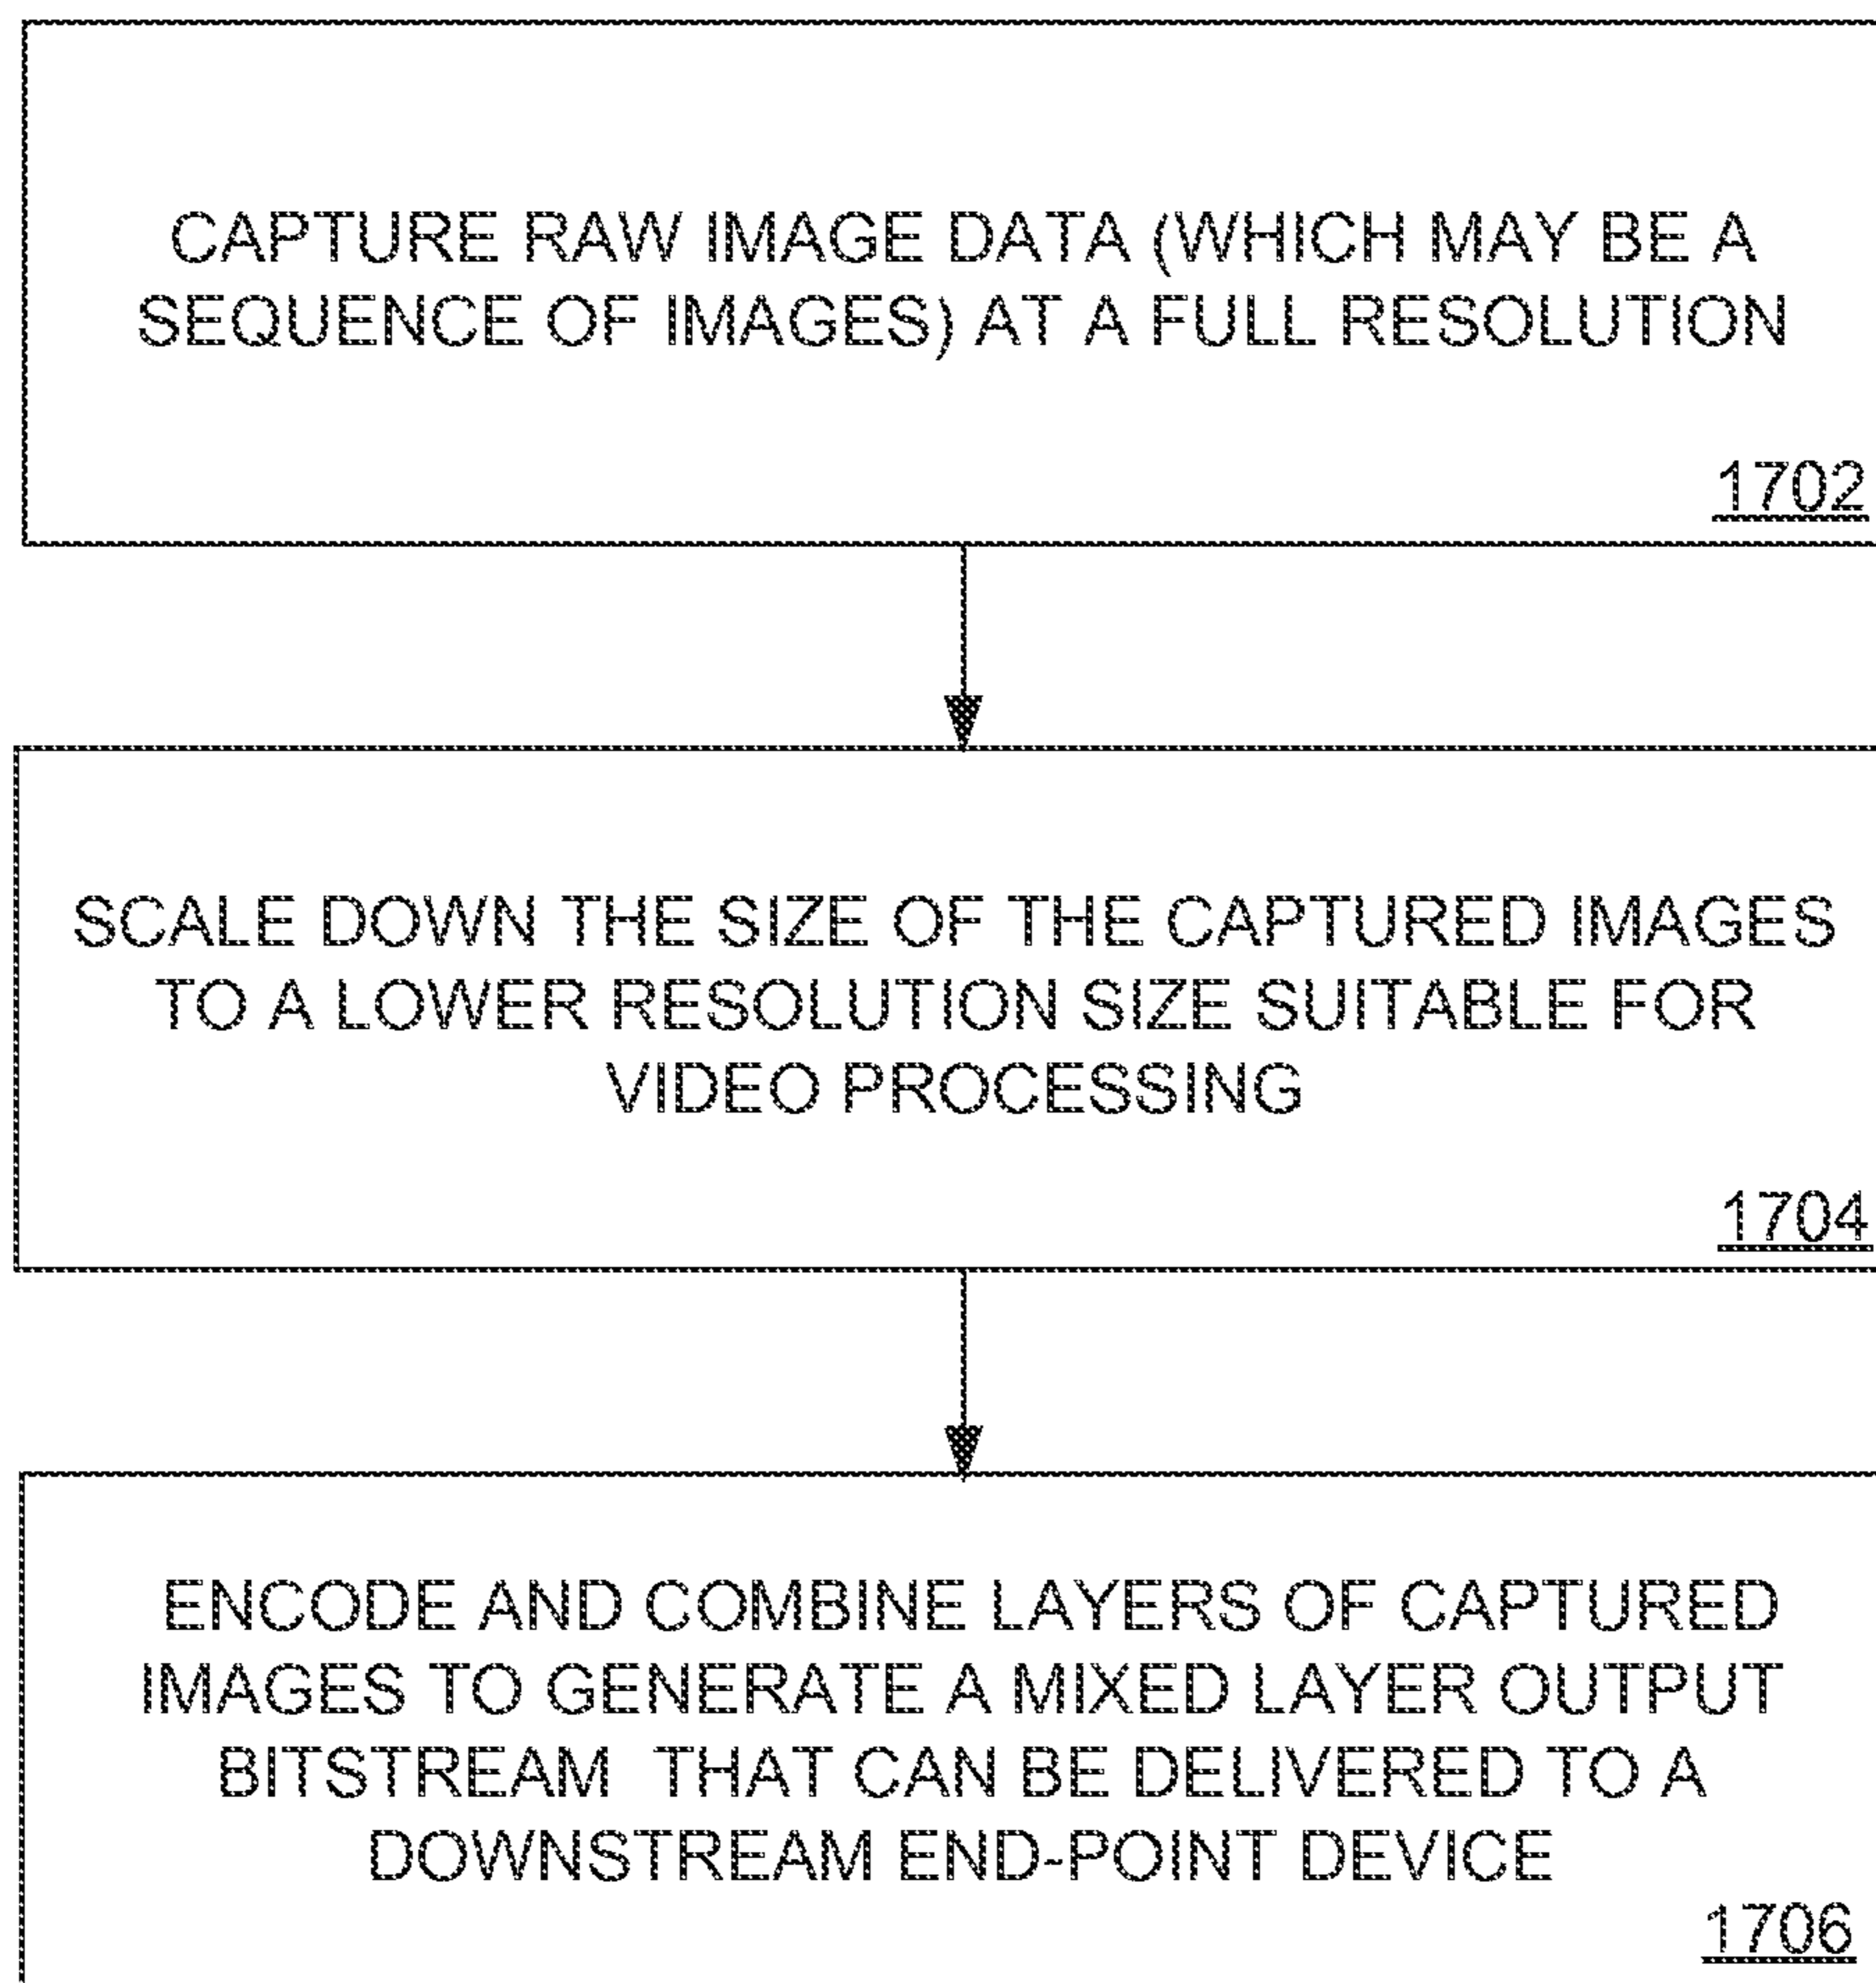 CAPTURE RAW IMAGE DATA (WHICH MAY BE A
SEQUENCE OF IMAGES) AT A FULL RESOLUTION
1702
SCALE DOWN THE SIZE OF THE CAPTURED IMAGES
TO A LOWER RESOLUTION SIZE SUITABLE FOR
VIDEO PROCESSING
1704
ENCODE AND COMBINE LAYERS OF CAPTURED
IMAGES TO GENERATE A MIXED LAYER OUTPUT
BITSTREAM THAT CAN BE DELIVERED TO A
DOWNSTREAM END-POINT DEVICE
1706